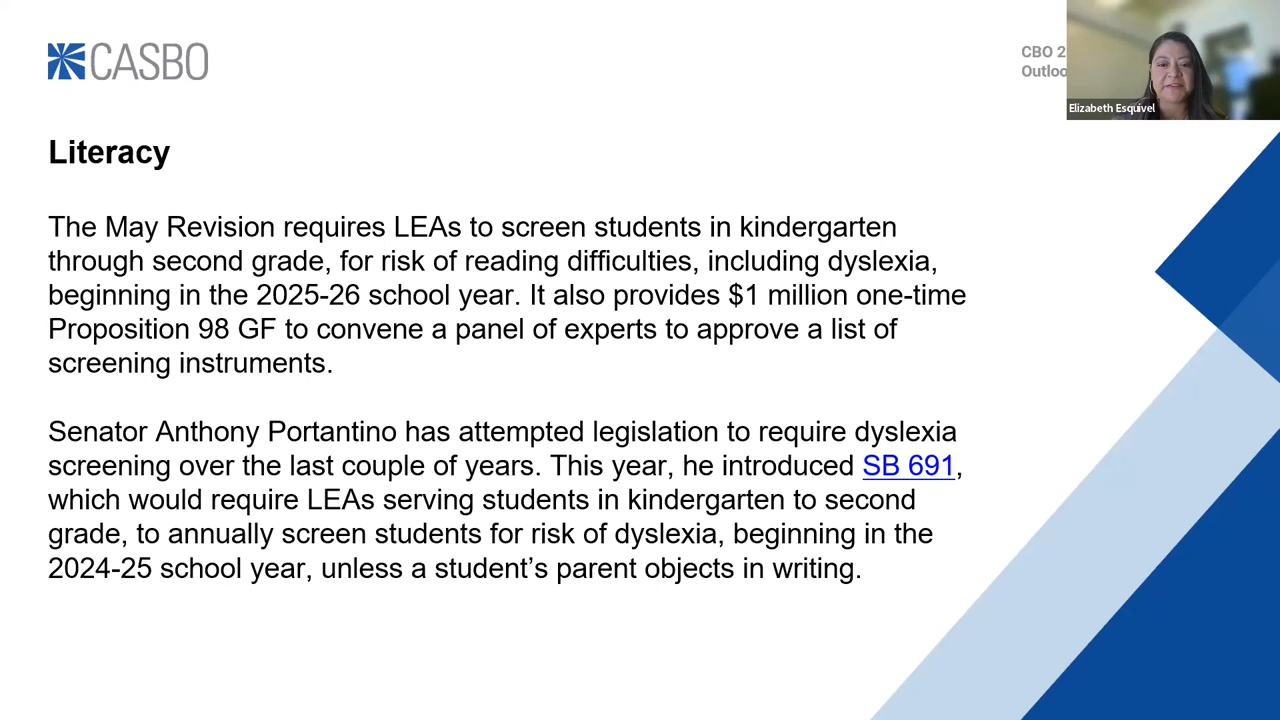 CASBO
CBO 2
Outloo
Elizabeth Esquivel
Literacy
The May Revision requires LEAs to screen students in kindergarten
through second grade, for risk of reading difficulties, including dyslexia,
beginning in the 2025-26 school year. It also provides $1 million one-time
Proposition 98 GF to convene a panel of experts to approve a list of
screening instruments.
Senator Anthony Portantino has attempted legislation to require dyslexia
screening over the last couple of years. This year, he introduced SB 691,
which would require LEAs serving students in kindergarten to second
grade, to annually screen students for risk of dyslexia, beginning in the
2024-25 school year, unless a student’s parent objects in writing.